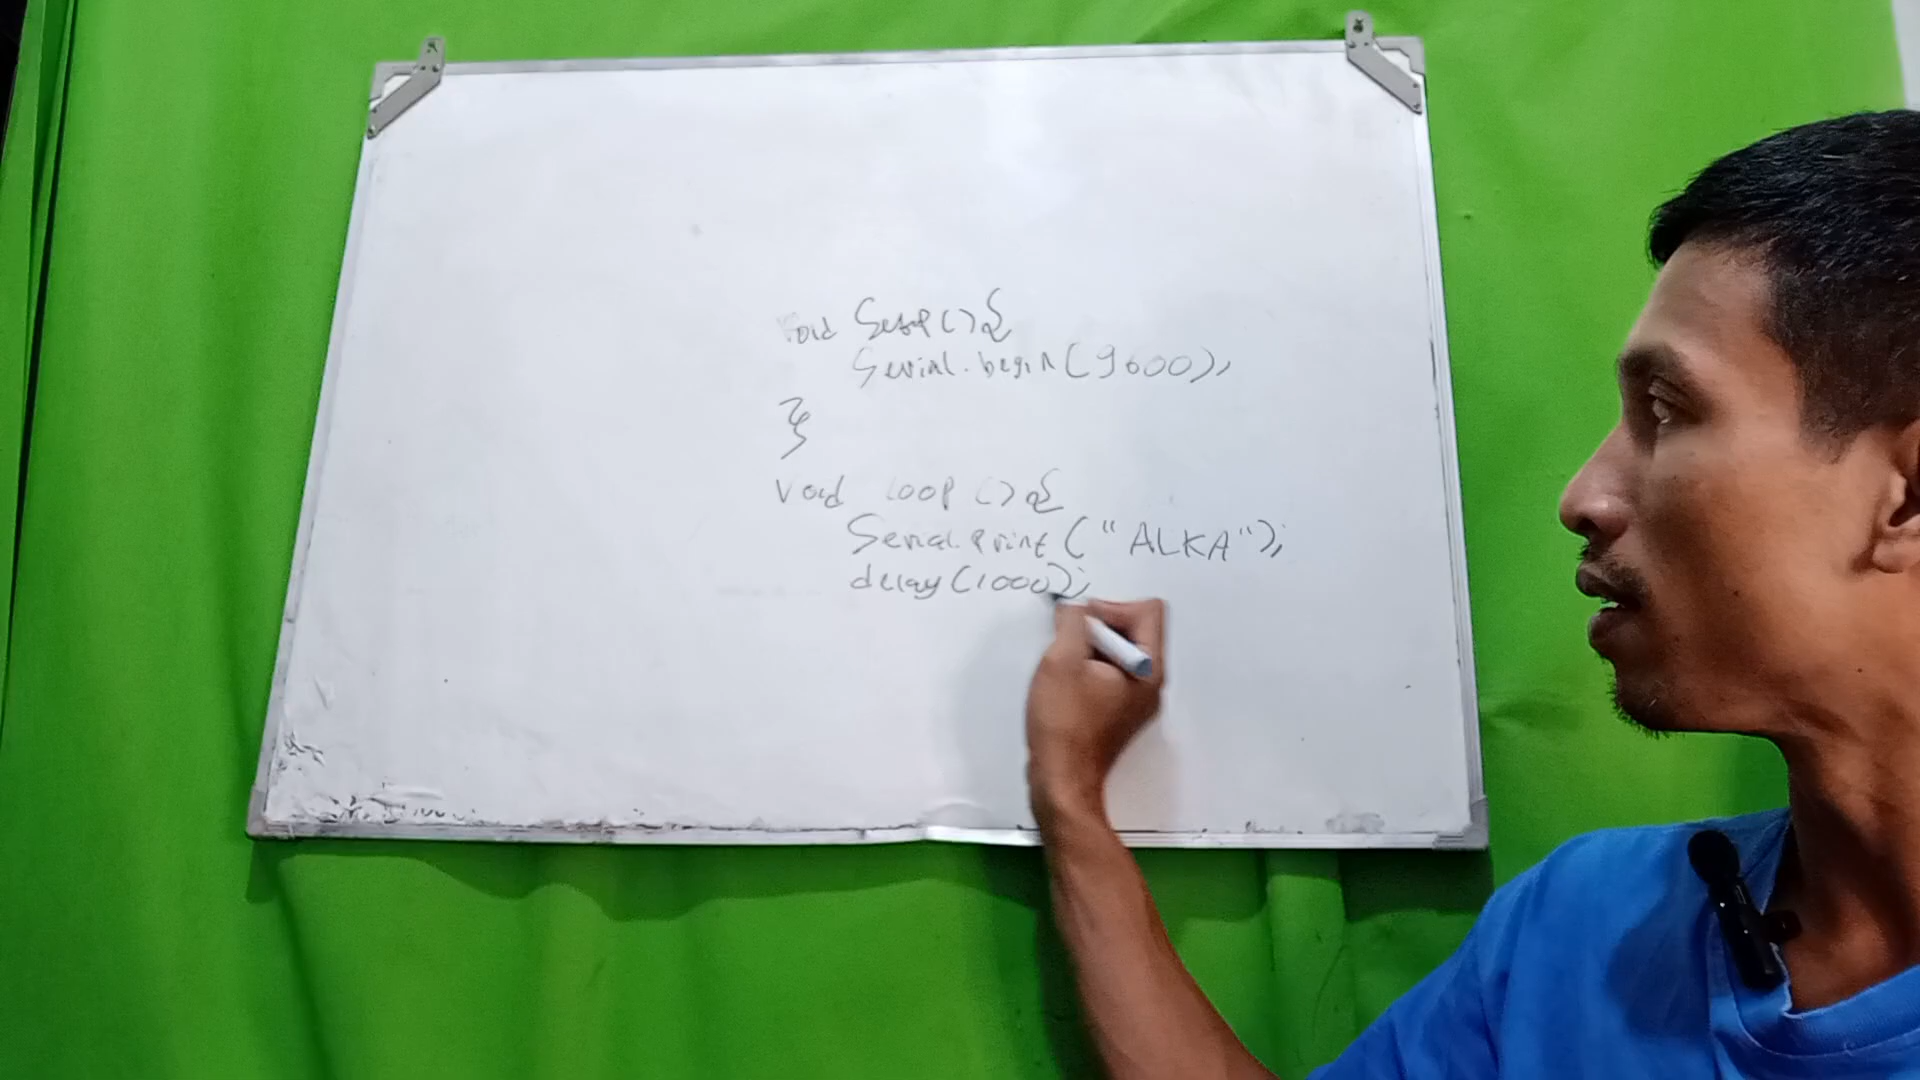 void Setup(){
Serial.begin(9600);
}
void loop(){
Serial.print("ALKA");
delay(1000);